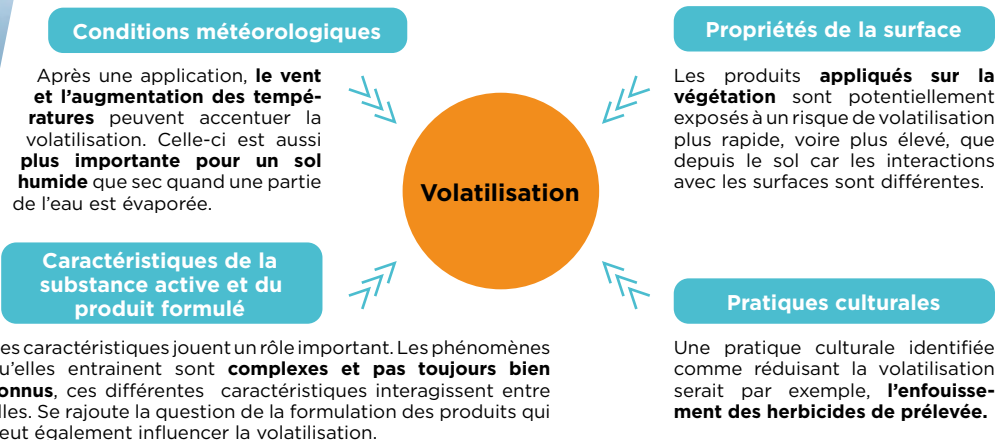 Conditions météorologiques
Après une application, le vent
et l'augmentation des tempé-
ratures peuvent accentuer la
volatilisation. Celle-ci est aussi
plus importante pour un sol
humide que sec quand une partie
de l'eau est évaporée.
Propriétés de la surface
Les produits appliqués sur la
végétation sont potentiellement
exposés à un risque de volatilisation
plus rapide, voire plus élevé, que
depuis le sol car les interactions
avec les surfaces sont différentes.
Volatilisation
Caractéristiques de la
substance active et du
produit formulé
es caractéristiques jouent un rôle important. Les phénomènes
u'elles entrainent sont complexes et pas toujours bien
onnus, ces différentes caractéristiques interagissent entre
lles. Se rajoute la question de la formulation des produits qui
eut également influencer la volatilisation.
Pratiques culturales
Une pratique culturale identifiée
comme réduisant la volatilisation
serait par exemple, l'enfouisse-
ment des herbicides de prélevée.